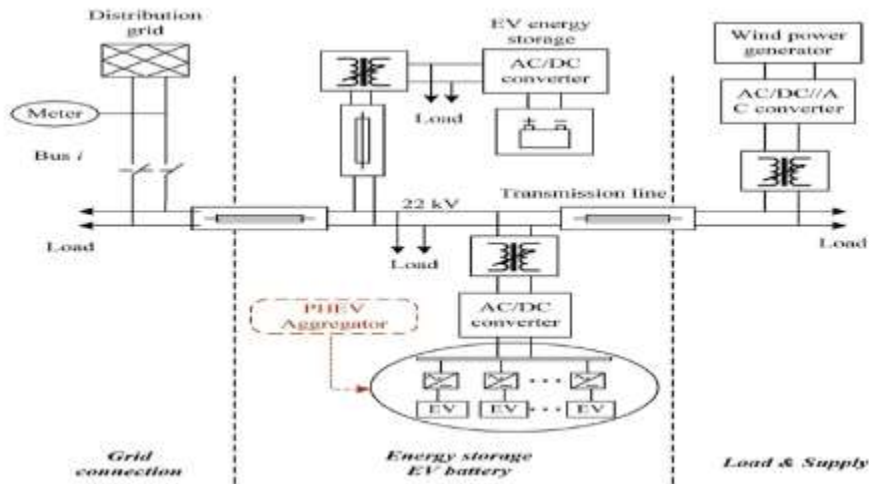 Distribution
grid
Meter
Bus i
Load
EV energy
storage
AC/DC
converter
Load
22 kV
Transmission line
Load
Wind power
generator
AC/DC//A
C converter
Load
PHEV
Aggregator
AC/DC
converter
EV EV EV
Grid
connection
Energy storage
EV battery
Load & Supply